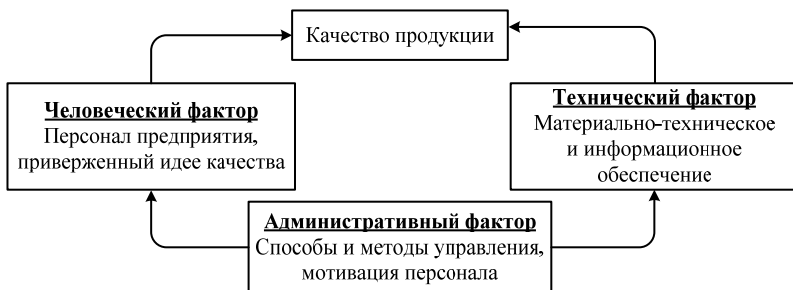 Качество продукции
Человеческий фактор
Персонал предприятия,
приверженный идее качества
Технический фактор
Материально-техническое
и информационное
обеспечение
Административный фактор
Способы и методы управления,
мотивация персонала